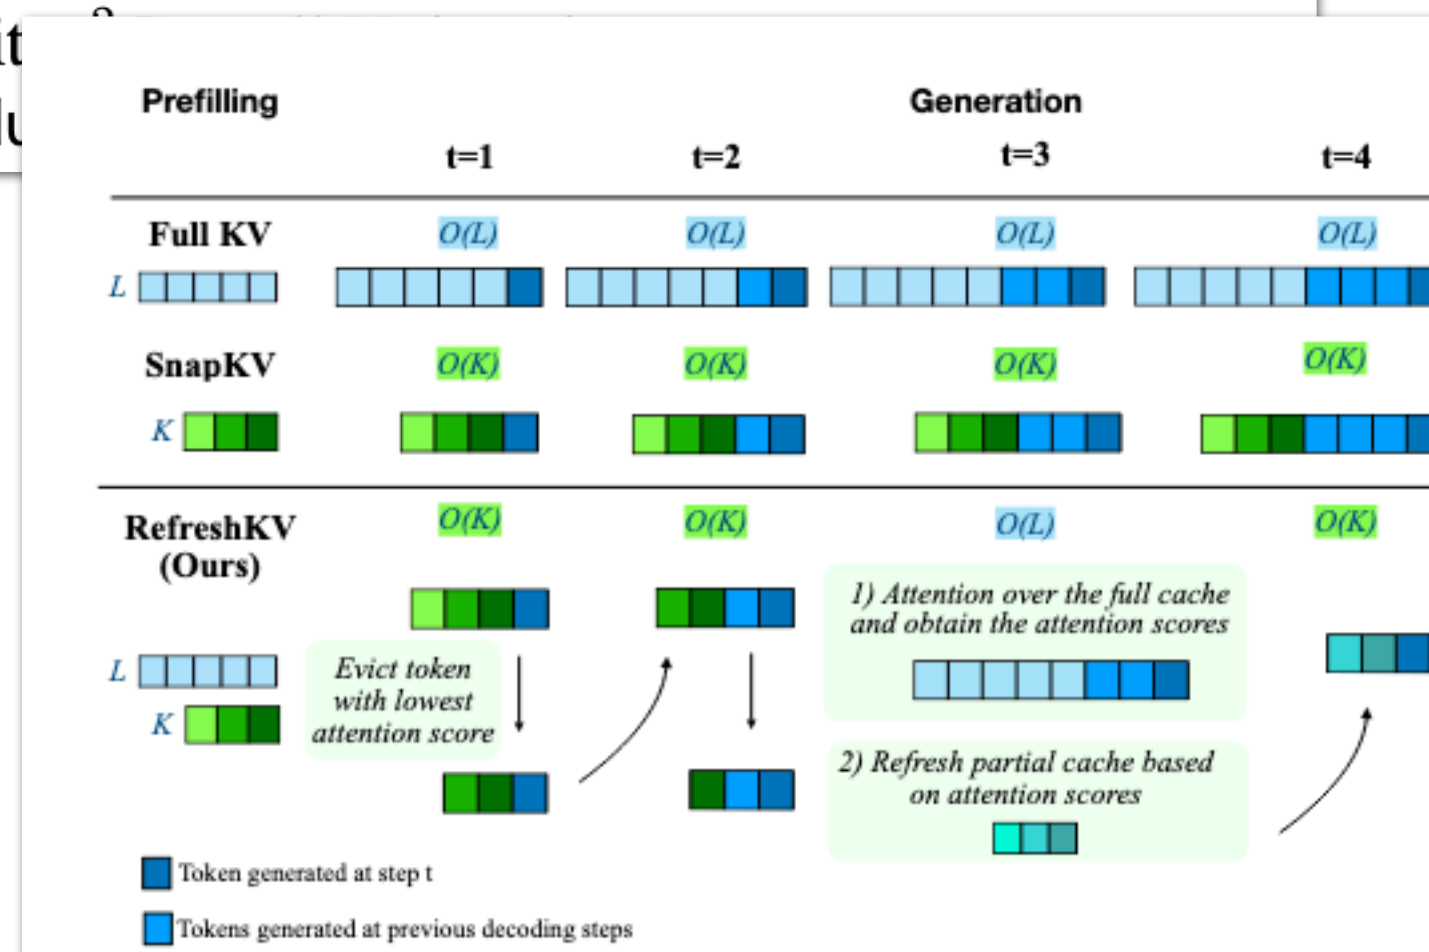 Prefilling
Generation
t=1
t=2
t=3
t=4
Full KV
O(L)
O(L)
O(L)
O(L)
L
SnapKV
O(K)
O(K)
O(K)
O(K)
K
RefreshKV
(Ours)
O(K)
O(K)
O(L)
O(K)
L
K
Evict token
with lowest
attention score
1) Attention over the full cache
and obtain the attention scores
2) Refresh partial cache based
on attention scores
Token generated at step t
Tokens generated at previous decoding steps